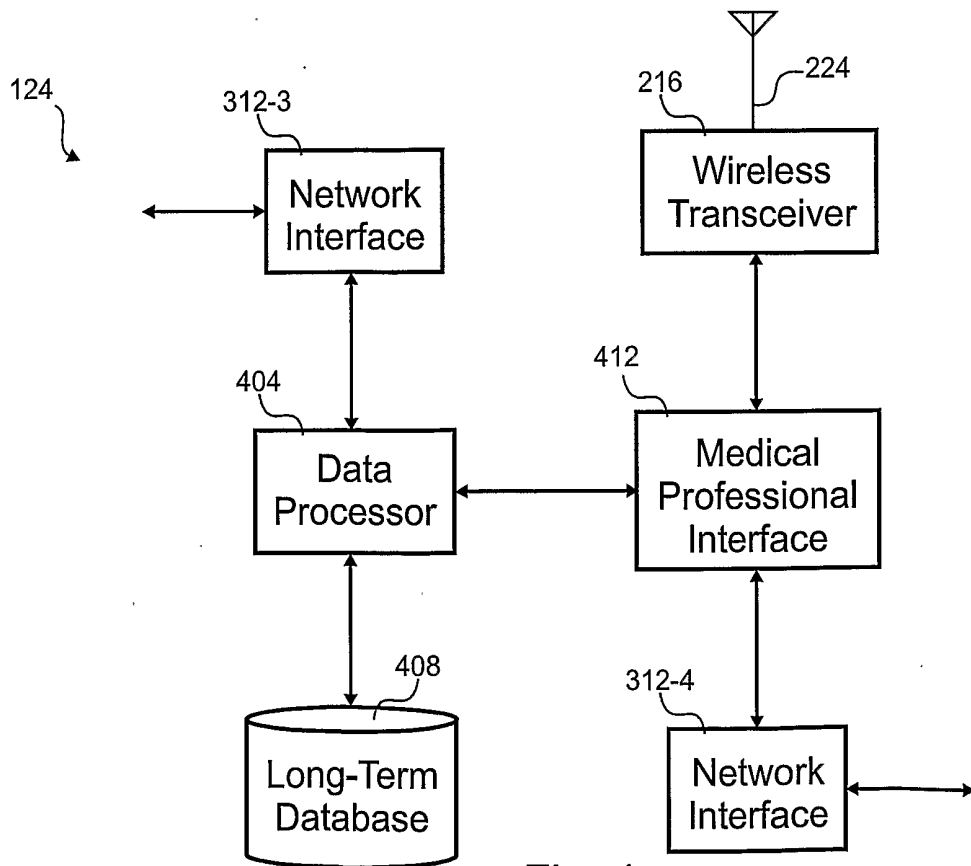 124
312-3
Network
Interface
216
224
Wireless
Transceiver
404
Data
Processor
412
Medical
Professional
Interface
408
Long-Term
Database
312-4
Network
Interface